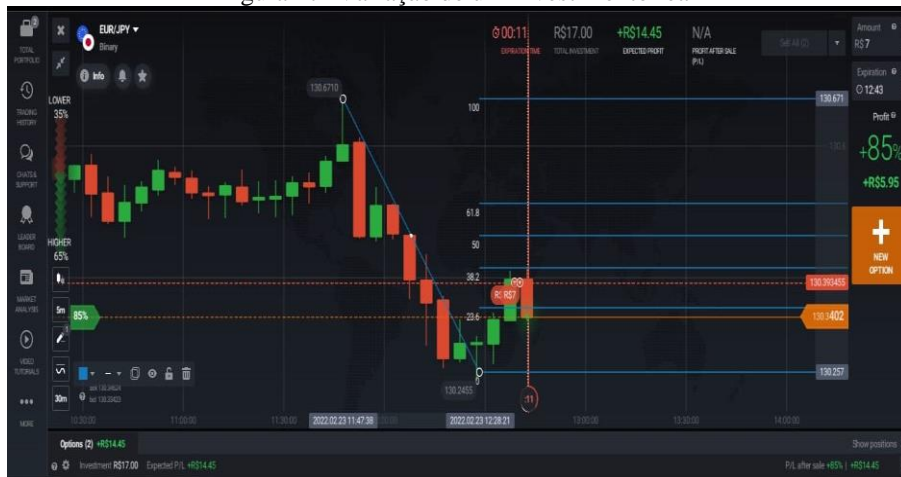 TOTAL
PORTFOLIO
TRADING
HISTORY
CHATS &
SUPPORT
LEADER
BOARD
MARKET
ANALYSIS
VIDEO
TUTORIALS
MORE
EUR/JPY
Binary
Info
LOWER
35%
HIGHER
65%
5m
30m
85%
00:11
EXPIRATION TIME
R$17.00
TOTAL INVESTMENT
+R$14.45
EXPECTED PROFIT
N/A
PROFIT AFTER SALE
(P/L)
Sell All (2)
Amount
R$ 7
Expiration
12:43
Profit
+85%
+R$5.95
NEW
OPTION
130.6710
100
61.8
50
38.2
23.6
0
130.671
130.393455
130.3402
130.257
R$7
:11
130.2455
10:30:00
11:00:00
11:30:00
2022.02.23 11:47:38
2022.02.23 12:28:21
13:00:00
13:30:00
14:00:00
Options (2) +R$14.45
Show positions
Investment R$17.00 Expected P/L +R$14.45
P/L after sale +85% | +R$14.45